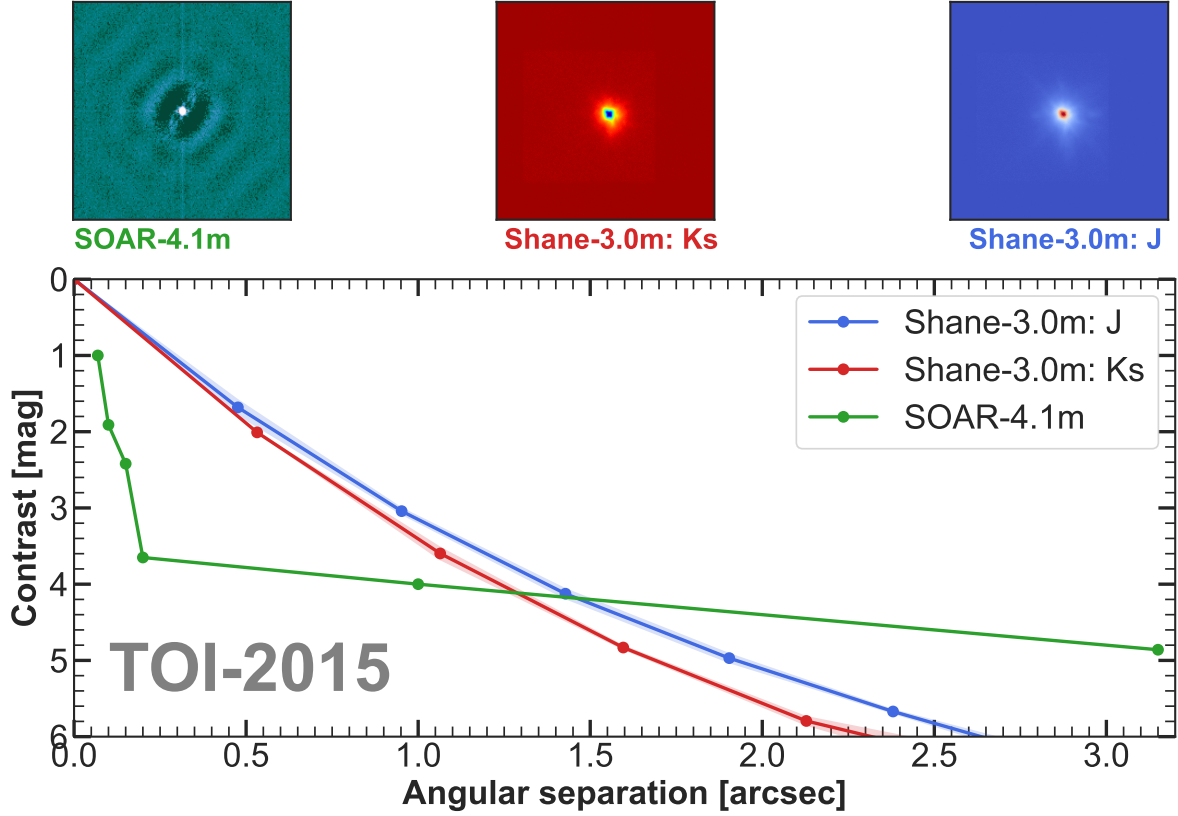 SOAR-4.1m
Shane-3.0m: Ks
Shane-3.0m: J
0
1
2
3
4
5
6
Contrast [mag]
Shane-3.0m: J
Shane-3.0m: Ks
SOAR-4.1m
TOI-2015
0.0 0.5 1.0 1.5 2.0 2.5 3.0
Angular separation [arcsec]